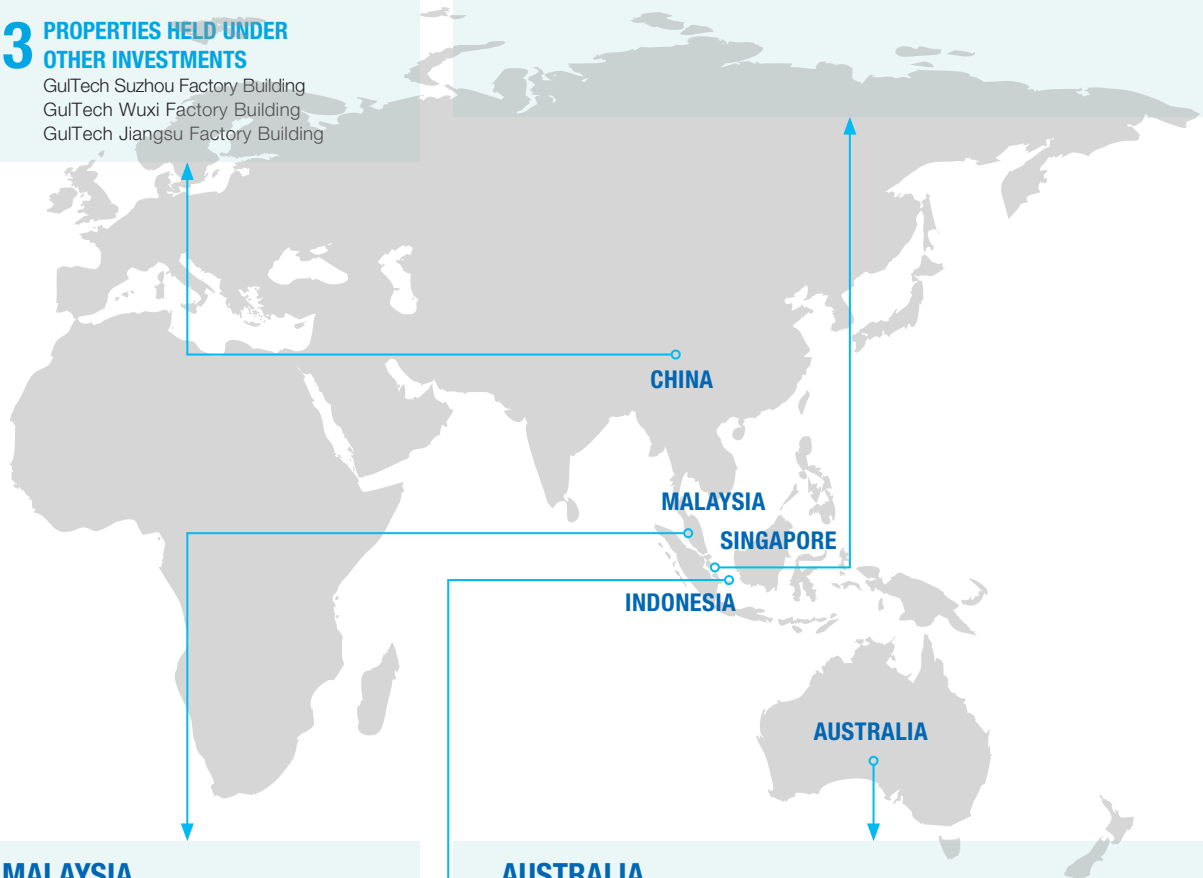 3 PROPERTIES HELD UNDER
OTHER INVESTMENTS
GulTech Suzhou Factory Building
GulTech Wuxi Factory Building
GulTech Jiangsu Factory Building
CHINA
MALAYSIA
SINGAPORE
INDONESIA
AUSTRALIA
MALAYSIA
AUSTRALIA